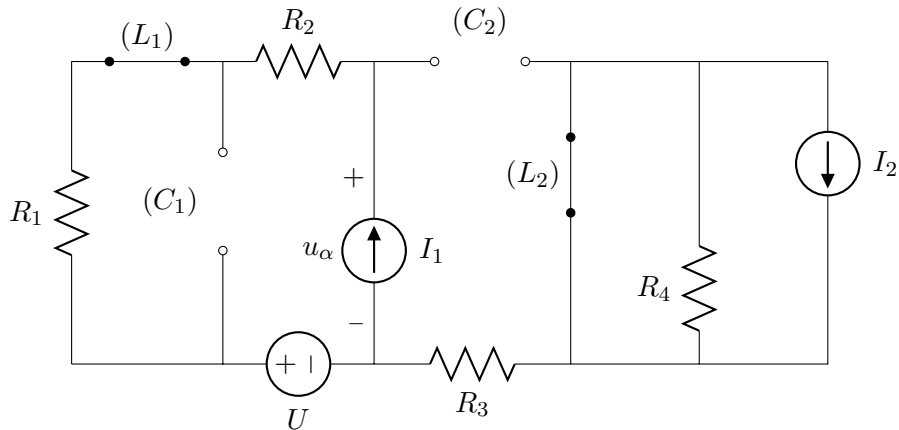 (L₁)
R₂
(C₂)
R₁
(C₁)
+
u_α
I₁
−
(L₂)
R₄
I₂
+ −
U
R₃